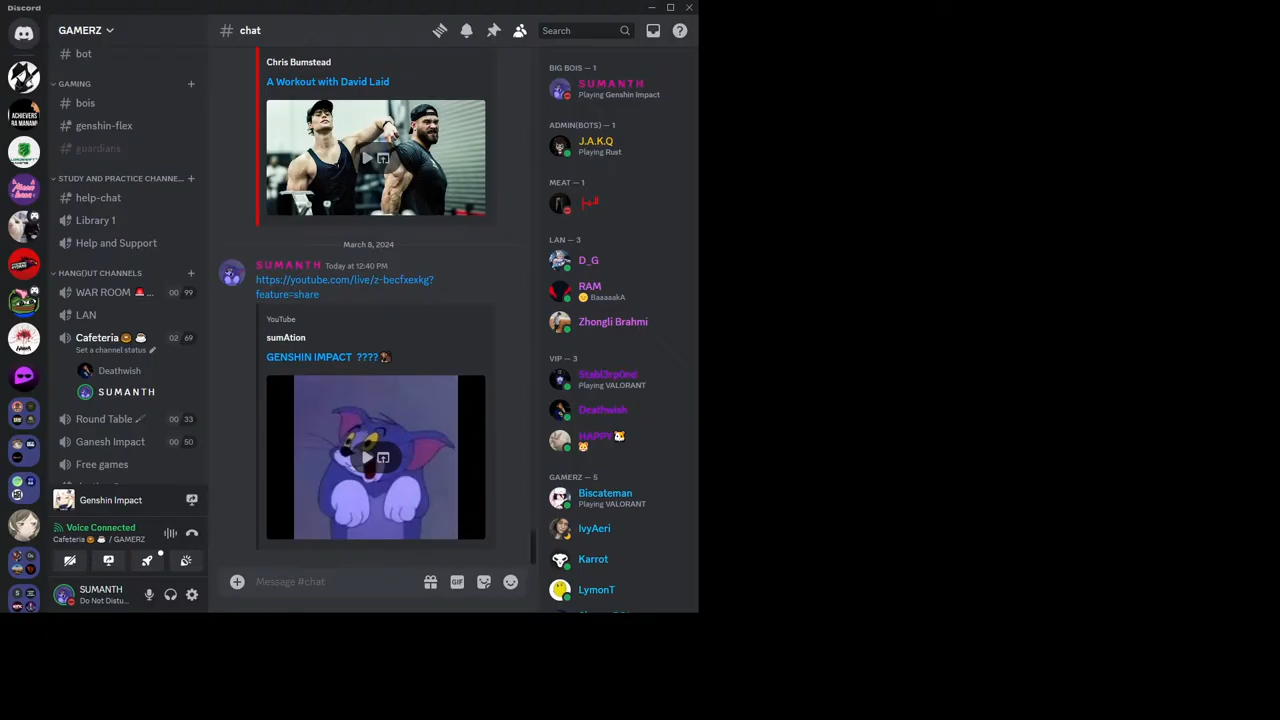 Discord
GAMERZ
bot
GAMING
bois
genshin-flex
guardians
STUDY AND PRACTICE CHANNE...
help-chat
Library 1
Help and Support
HANG)UT CHANNELS
WAR ROOM 🚨 ... 00 99
LAN
Cafeteria 🍩 ☕ 02 69
Set a channel status
Deathwish
S U M A N T H
Round Table 🗡 00 33
Ganesh Impact 00 50
Free games
Genshin Impact
Voice Connected
Cafeteria 🍩 ☕ / GAMERZ
SUMANTH
Do Not Distu...
# chat
Search
Chris Bumstead
A Workout with David Laid
March 8, 2024
S U M A N T H Today at 12:40 PM
https://youtube.com/live/z-becfxexkg?
feature=share
YouTube
sumAtion
GENSHIN IMPACT ????
Message #chat
GIF
BIG BOIS — 1
S U M A N T H
Playing Genshin Impact
ADMIN(BOTS) — 1
J.A.K.Q
Playing Rust
MEAT — 1
LAN — 3
D_G
RAM
BaaaaakA
Zhongli Brahmi
VIP — 3
Stabl3rp0nd
Playing VALORANT
Deathwish
HAPPY🐹
🐹
GAMERZ — 5
Biscateman
Playing VALORANT
IvyAeri
Karrot
LymonT
ACHIEVERS